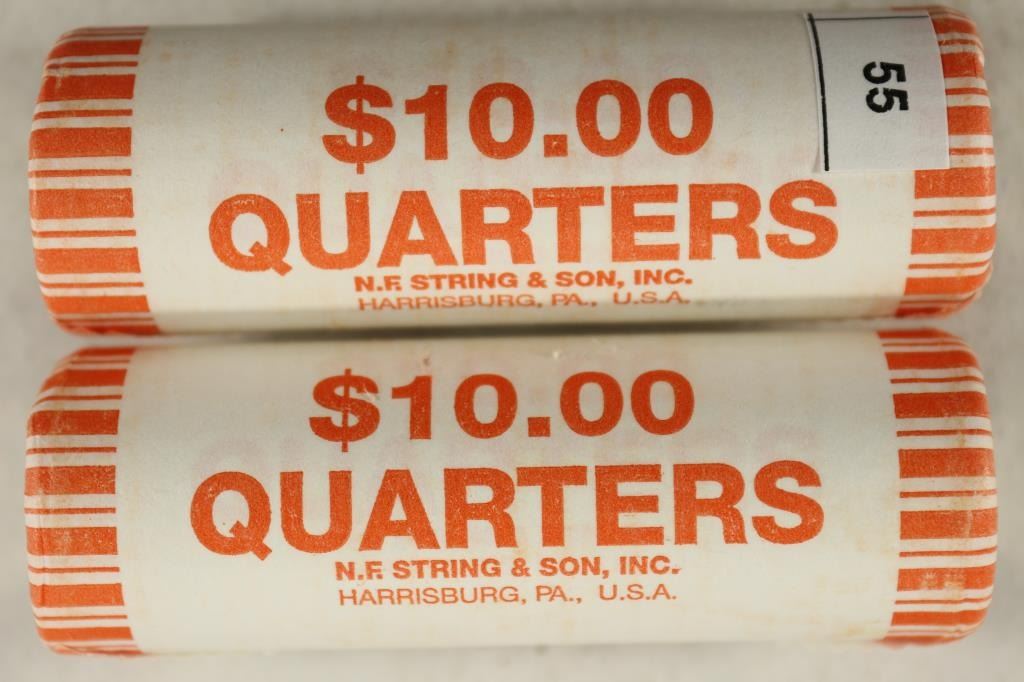 $10.00
55
QUARTERS
N.F. STRING & SON, INC.
HARRISBURG, PA., U.S.A.
$10.00
QUARTERS
N.F. STRING & SON, INC.
HARRISBURG, PA., U.S.A.